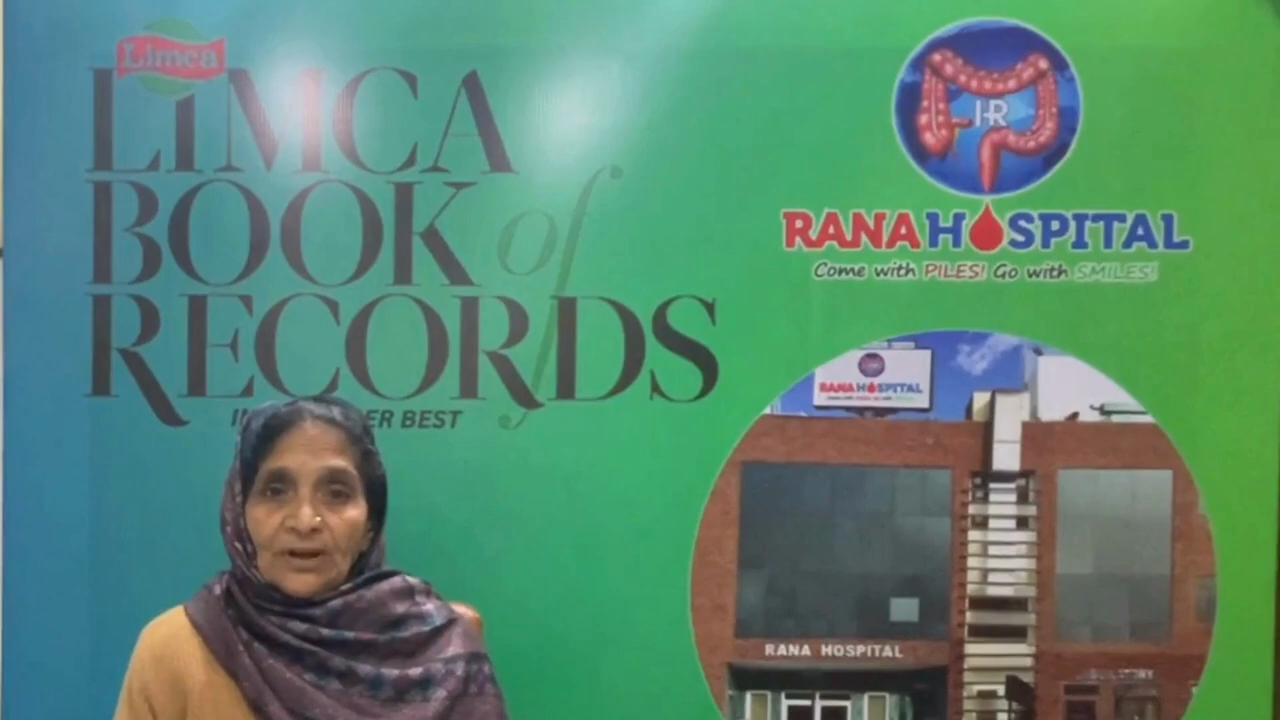 Limca
LIMCA
BOOK of
RECORDS
ER BEST
HR
RANA HOSPITAL
Come with PILES! Go with SMILES!
RANA HOSPITAL
RANA HOSPITAL